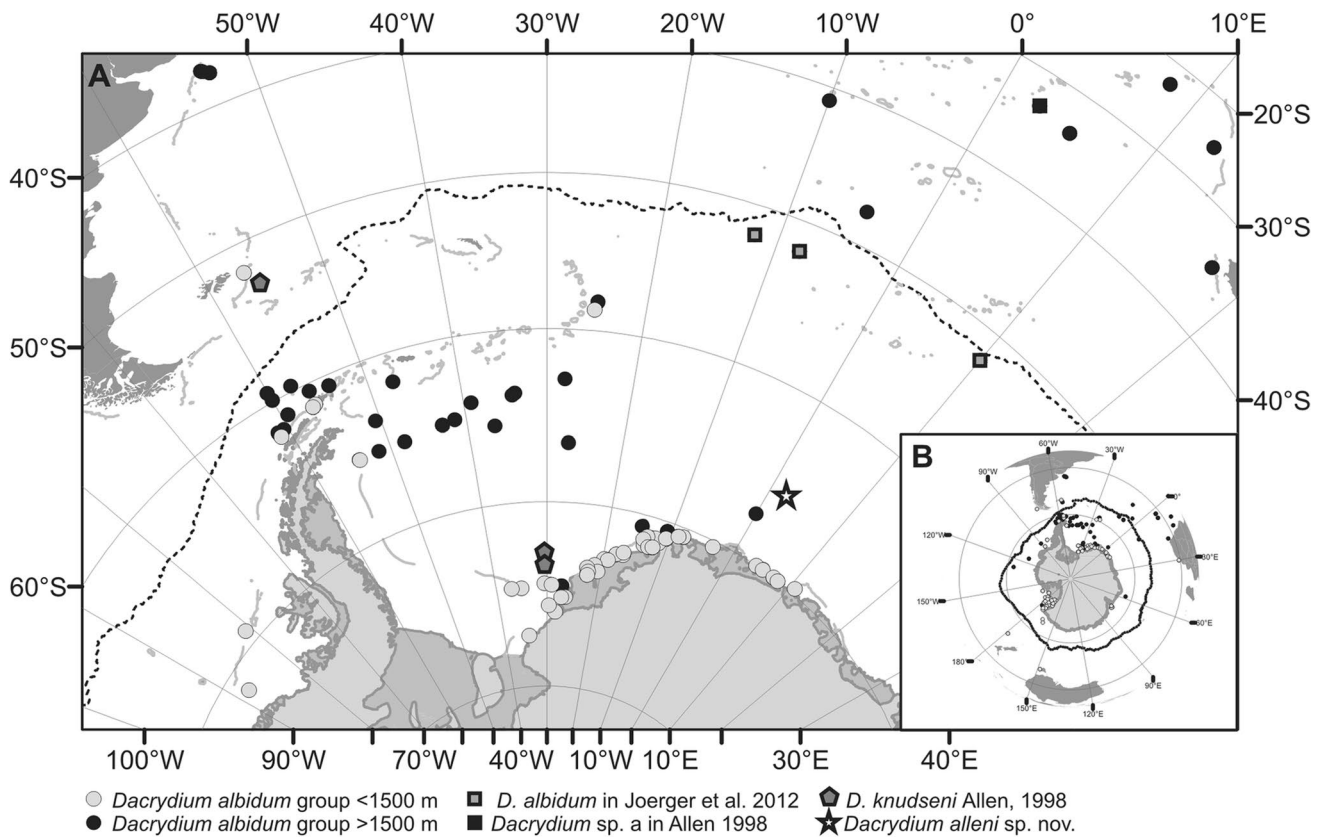 50°W 40°W 30°W 20°W 10°W 0° 10°E
A
20°S
40°S
30°S
50°S
40°S
B
60°W 30°W
90°W 0°
120°W
30°E
150°W
60°E
60°S
180°
90°E
150°E
120°E
100°W 90°W 70°W 40°W 10°W 10°E 30°E 40°E
Dacrydium albidum group <1500 m D. albidum in Joerger et al. 2012 D. knudseni Allen, 1998
Dacrydium albidum group >1500 m Dacrydium sp. a in Allen 1998 Dacrydium alleni sp. nov.